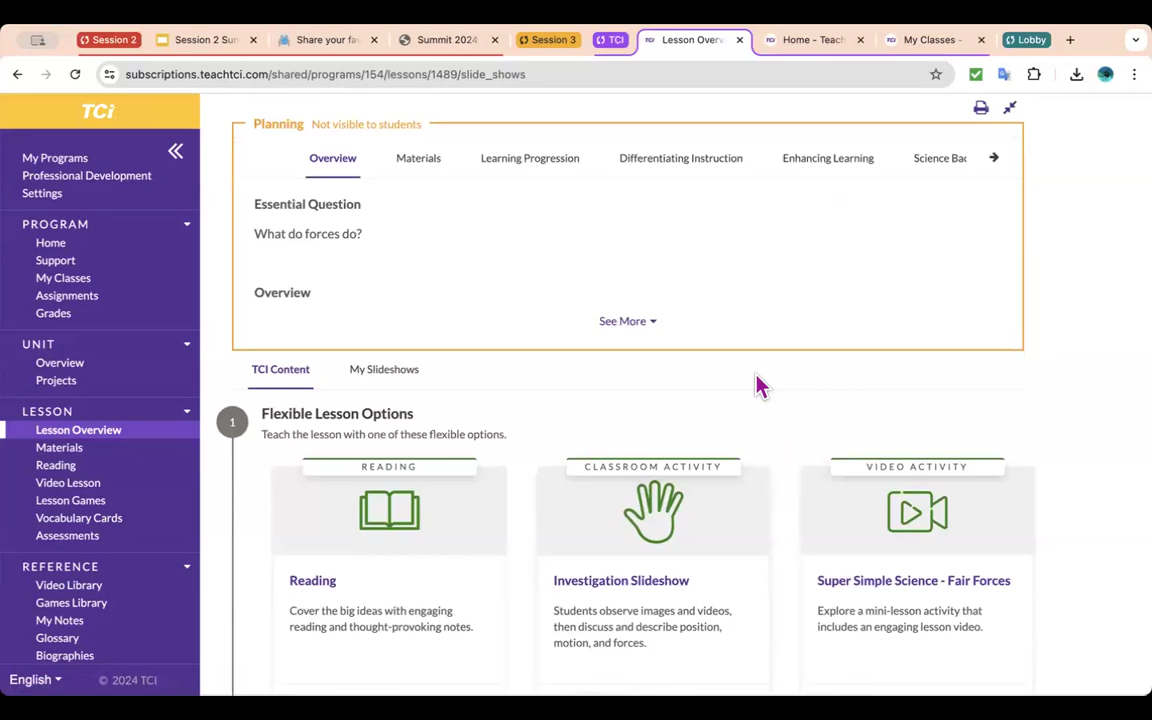 Session 2
Session 2 Sun
Share your fav
Summit 2024
Session 3
TCI
Lesson Overv
Home - Teach
My Classes -
Lobby
subscriptions.teachtci.com/shared/programs/154/lessons/1489/slide_shows
TCi
My Programs
Professional Development
Settings
PROGRAM
Home
Support
My Classes
Assignments
Grades
UNIT
Overview
Projects
LESSON
Lesson Overview
Materials
Reading
Video Lesson
Lesson Games
Vocabulary Cards
Assessments
REFERENCE
Video Library
Games Library
My Notes
Glossary
Biographies
English
© 2024 TCI
Planning Not visible to students
Overview
Materials
Learning Progression
Differentiating Instruction
Enhancing Learning
Science Bac
Essential Question
What do forces do?
Overview
See More
TCI Content
My Slideshows
1
Flexible Lesson Options
Teach the lesson with one of these flexible options.
READING
Reading
Cover the big ideas with engaging
reading and thought-provoking notes.
CLASSROOM ACTIVITY
Investigation Slideshow
Students observe images and videos,
then discuss and describe position,
motion, and forces.
VIDEO ACTIVITY
Super Simple Science - Fair Forces
Explore a mini-lesson activity that
includes an engaging lesson video.